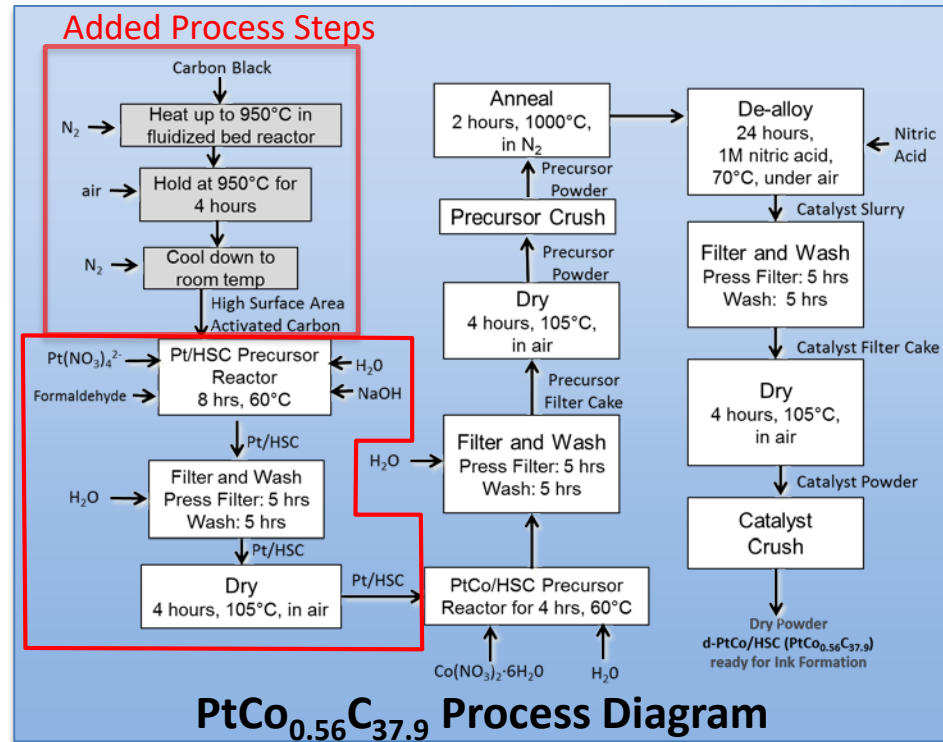 Added Process Steps
Carbon Black
N₂
Heat up to 950°C in
fluidized bed reactor
air
Hold at 950°C for
4 hours
N₂
Cool down to
room temp
High Surface Area
Activated Carbon
Pt(NO₃)₄²⁻
Formaldehyde
Pt/HSC Precursor
Reactor
8 hrs, 60°C
H₂O
NaOH
Pt/HSC
H₂O
Filter and Wash
Press Filter: 5 hrs
Wash: 5 hrs
Pt/HSC
Dry
4 hours, 105°C, in air
Pt/HSC
PtCo/HSC Precursor
Reactor for 4 hrs, 60°C
Co(NO₃)₂·6H₂O
H₂O
H₂O
Filter and Wash
Press Filter: 5 hrs
Wash: 5 hrs
Precursor
Filter Cake
Dry
4 hours, 105°C,
in air
Precursor
Powder
Precursor Crush
Precursor
Powder
Anneal
2 hours, 1000°C,
in N₂
De-alloy
24 hours,
1M nitric acid,
70°C, under air
Nitric
Acid
Catalyst Slurry
Filter and Wash
Press Filter: 5 hrs
Wash: 5 hrs
Catalyst Filter Cake
Dry
4 hours, 105°C,
in air
Catalyst Powder
Catalyst
Crush
Dry Powder
d-PtCo/HSC (PtCo₀.₅₆C₃₇.₉)
ready for Ink Formation
PtCo₀.₅₆C₃₇.₉ Process Diagram